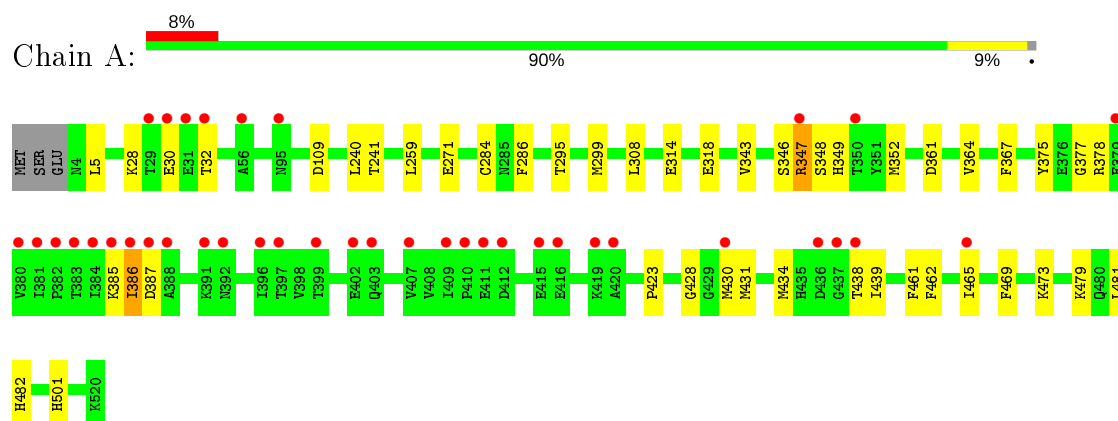 8%
Chain A:
90% 9% •
MET SER GLU N4 L5 K28 T29 E30 E31 T32 A56 N95 D109 L240 T241 L259 E271 C284 N285 F286 T295 M299 L308 E314 E318 V343 S346 R347 S348 H349 T350 Y351 M352 D361 V364 F367 Y375 E376 G377 R378
V380 I381 P382 T383 I384 K385 I386 D387 A388 K391 N392 I396 T397 V398 T399 E402 Q403 V407 V408 I409 P410 E411 D412 E415 E416 K419 A420 P423 G428 G429 M430 M431 M434 H435 D436 G437 T438 I439 F461 F462 I465 F469 K473 K479 Q480
H482 H501 K520